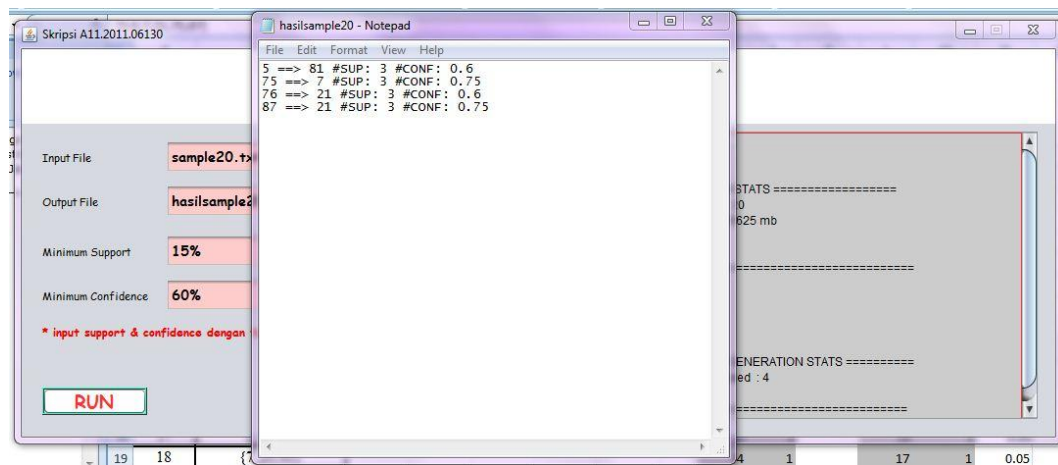 Skripsi A11.2011.06130
hasilsample20 - Notepad
File Edit Format View Help
5 ==> 81 #SUP: 3 #CONF: 0.6
75 ==> 7 #SUP: 3 #CONF: 0.75
76 ==> 21 #SUP: 3 #CONF: 0.6
87 ==> 21 #SUP: 3 #CONF: 0.75
Input File sample20.tx
Output File hasilsample2
Minimum Support 15%
Minimum Confidence 60%
* input support & confidence dengan
RUN
STATS ==================
0
625 mb
==========================
ENERATION STATS ==========
ed : 4
=========================
19 18 {7 4 1 17 1 0.05